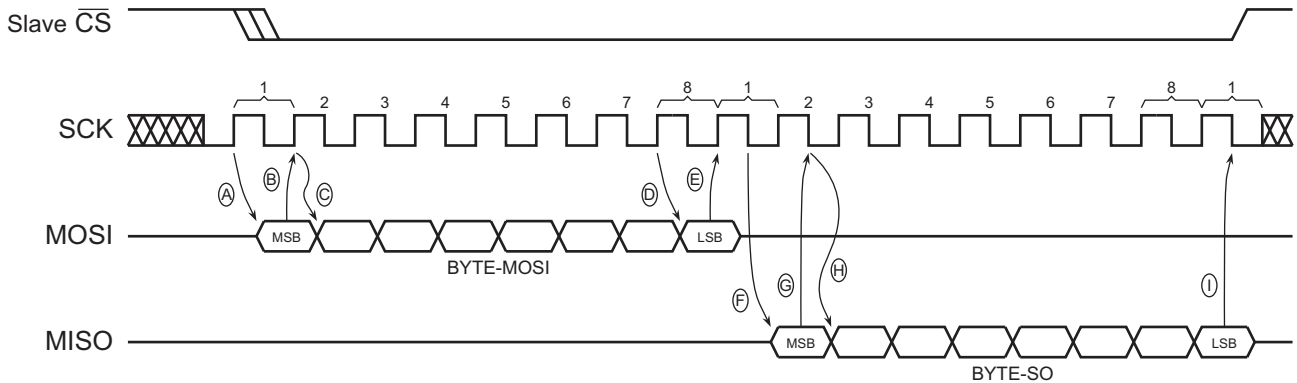 Slave CS
1 2 3 4 5 6 7 8 1 2 3 4 5 6 7 8 1
SCK
A B C D E
MOSI MSB LSB
BYTE-MOSI
F G H I
MISO MSB LSB
BYTE-SO